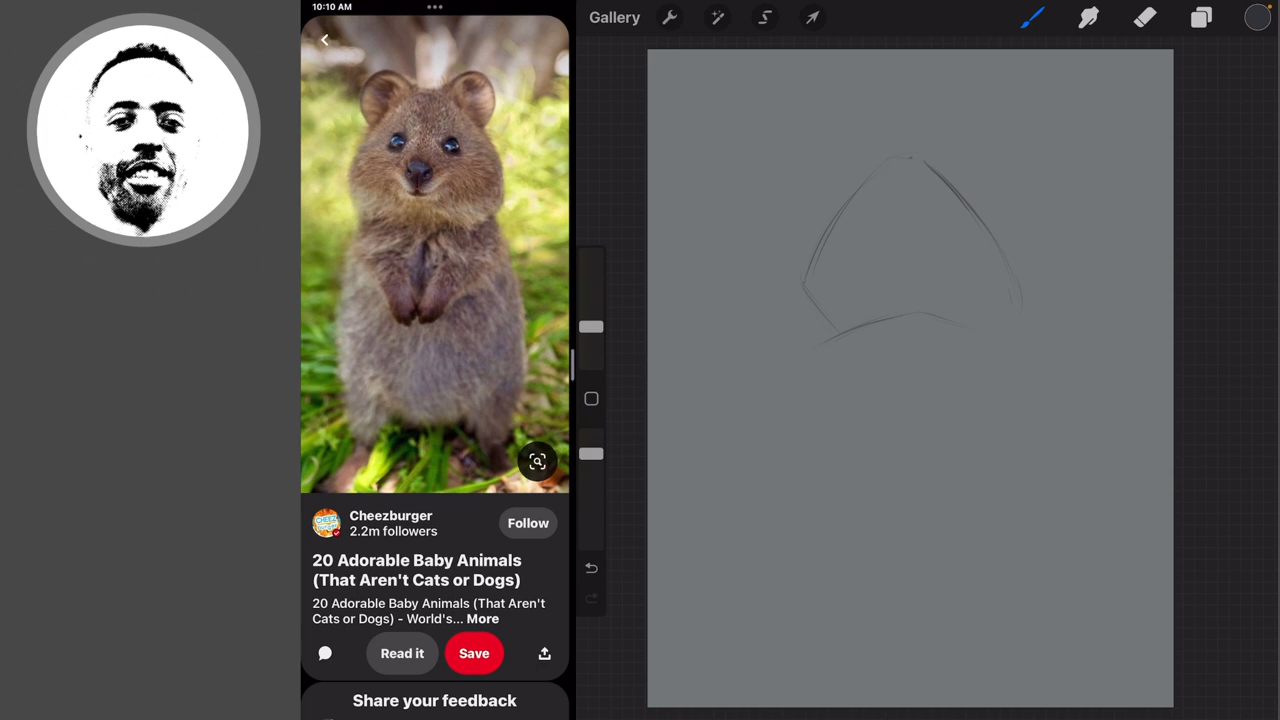 10:10 AM
Gallery
Cheezburger
2.2m followers
Follow
20 Adorable Baby Animals
(That Aren't Cats or Dogs)
20 Adorable Baby Animals (That Aren't
Cats or Dogs) - World's... More
Read it
Save
Share your feedback